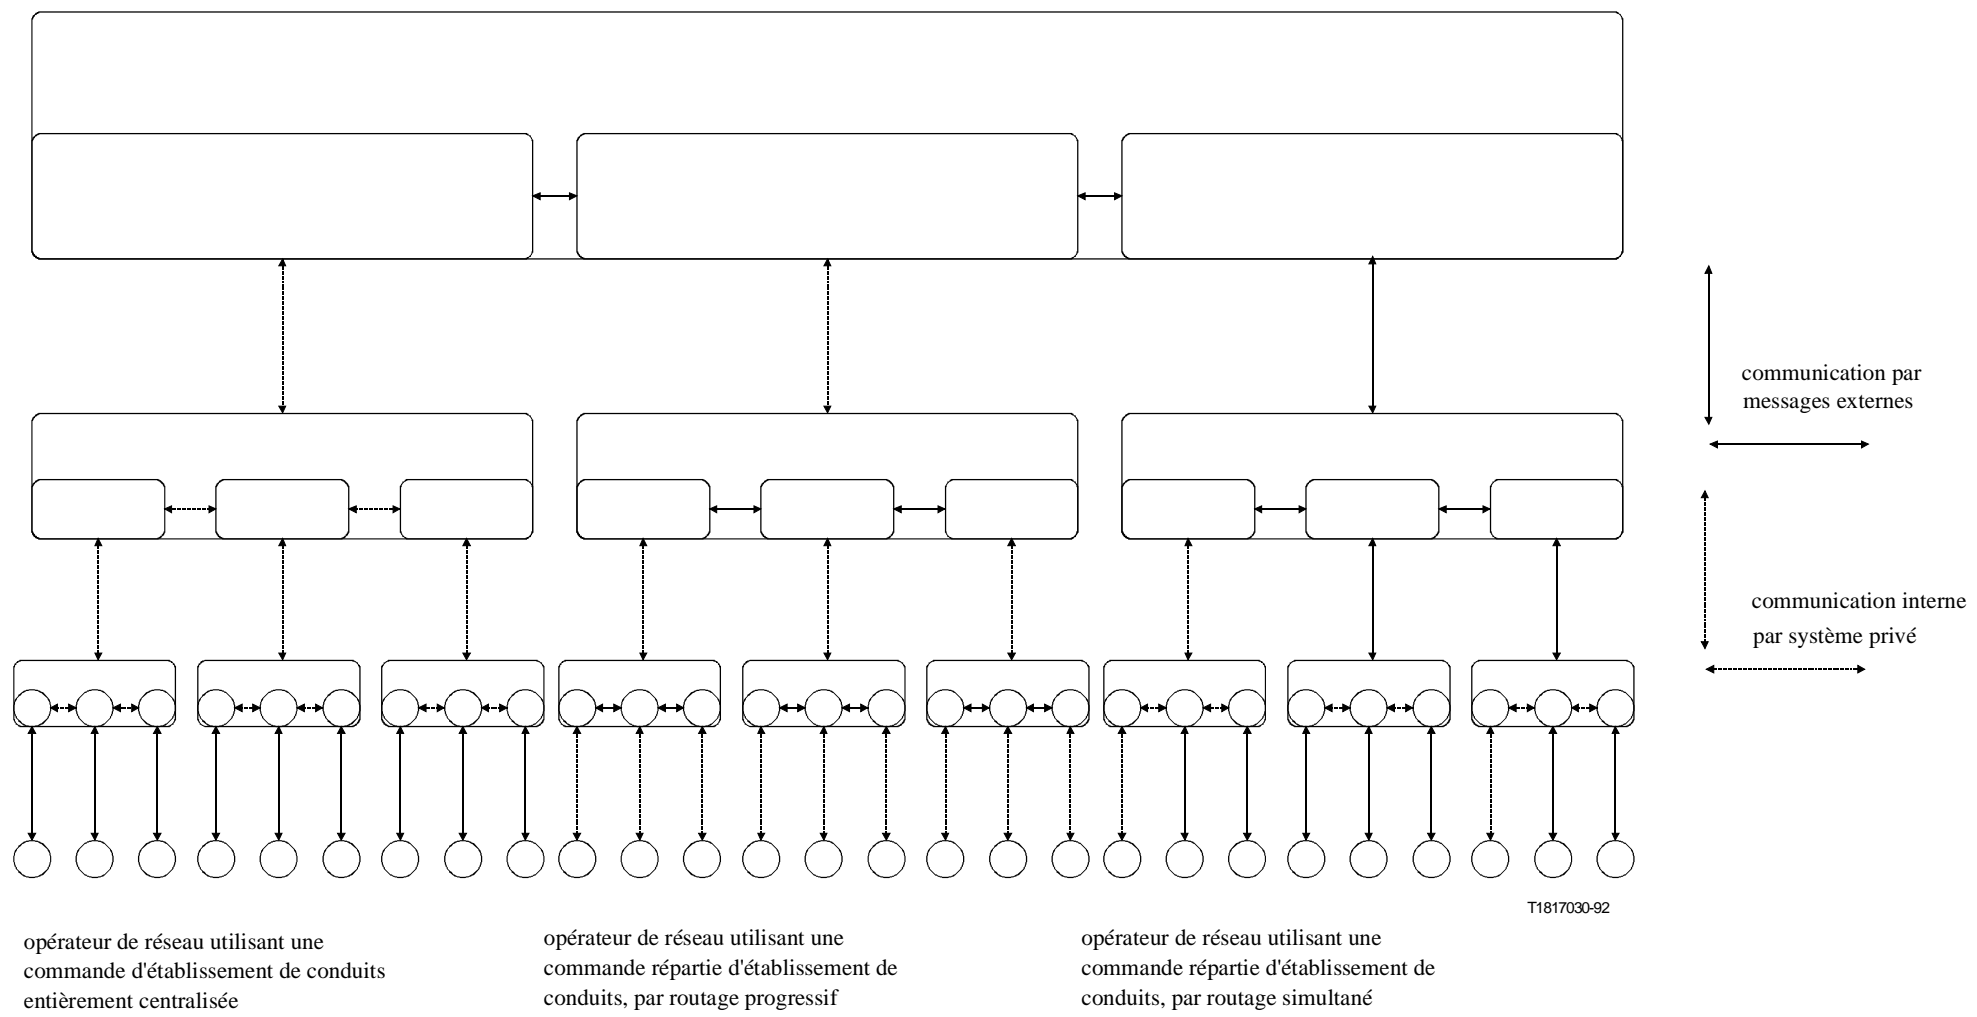 communication par
messages externes
communication interne
par système privé
T1817030-92
opérateur de réseau utilisant une
commande d'établissement de conduits
entièrement centralisée
opérateur de réseau utilisant une
commande répartie d'établissement de
conduits, par routage progressif
opérateur de réseau utilisant une
commande répartie d'établissement de
conduits, par routage simultané